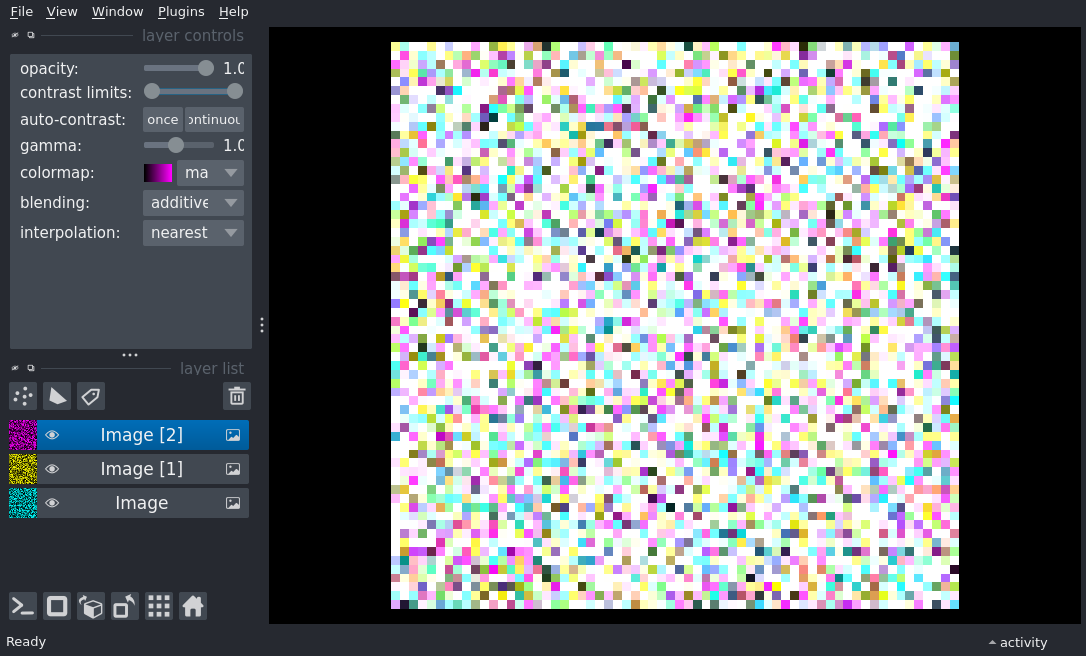 File View Window Plugins Help
layer controls
opacity: 1.0
contrast limits:
auto-contrast: once ontinuou
gamma: 1.0
colormap: ma
blending: additive
interpolation: nearest
layer list
Image [2]
Image [1]
Image
Ready
activity